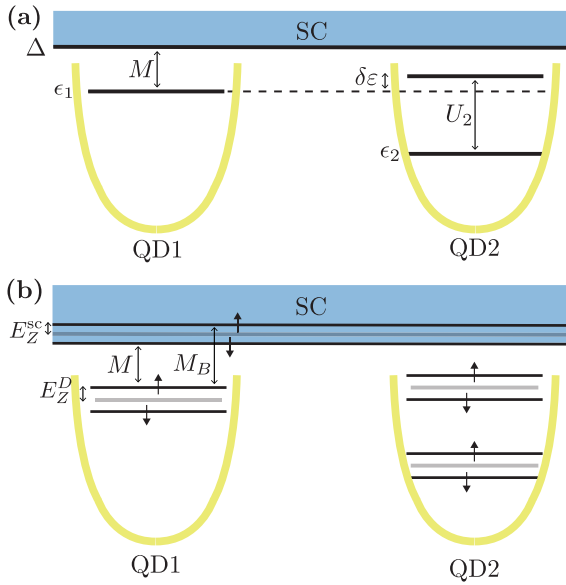 (a)
SC
Δ
M
δε
ϵ₁
U₂
ϵ₂
QD1
QD2
(b)
SC
E_Z^sc
M
M_B
E_Z^D
QD1
QD2